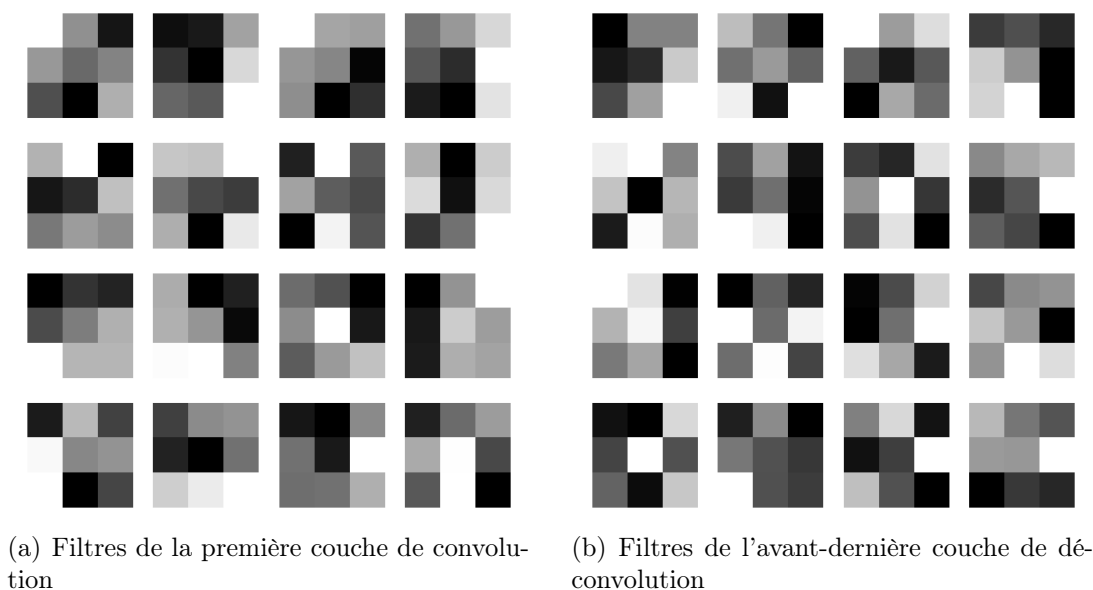 (a) Filtres de la première couche de convolu-
tion
(b) Filtres de l'avant-dernière couche de dé-
convolution